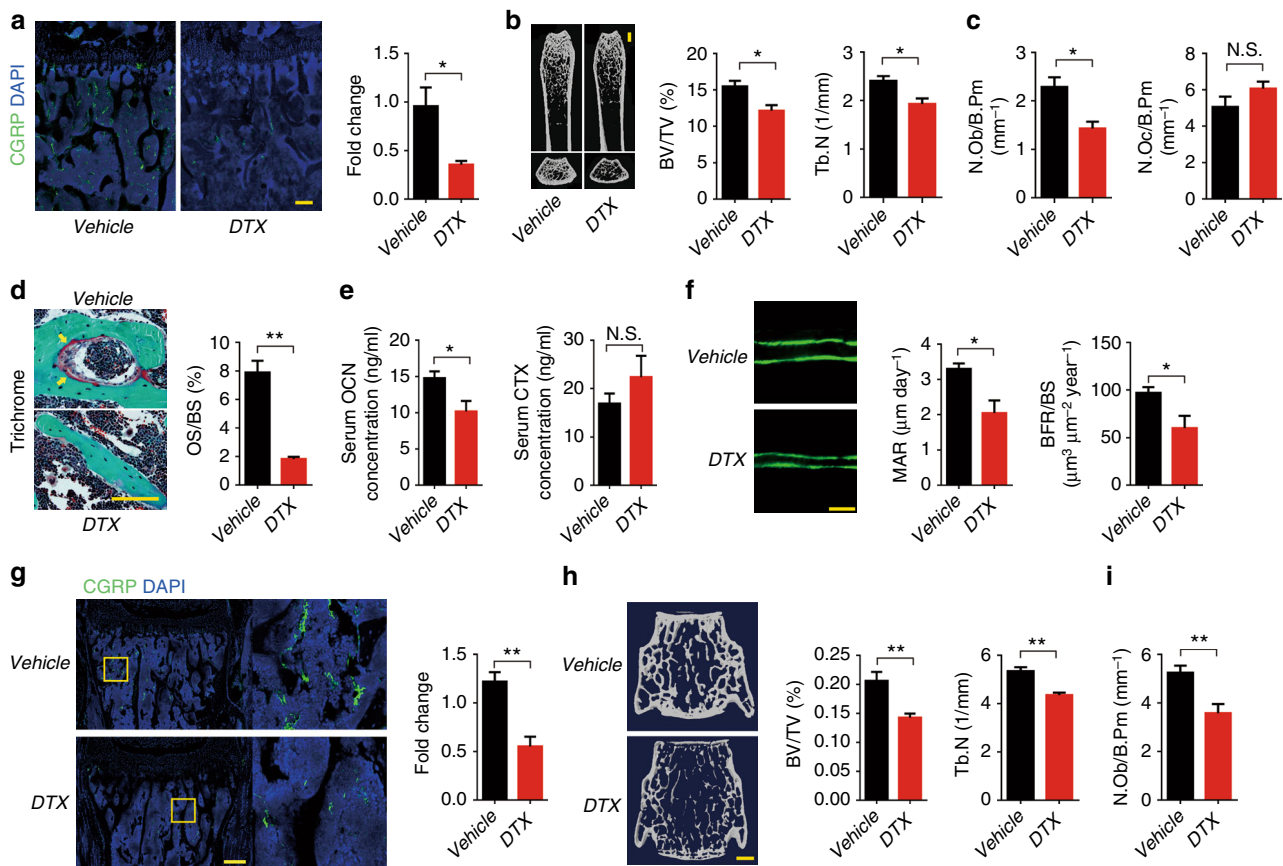 a
CGRP DAPI
Vehicle
DTX
Fold change
1.5
1.0
0.5
0.0
*
Vehicle
DTX
b
Vehicle
DTX
BV/TV (%)
20
15
10
5
0
*
Vehicle
DTX
Tb.N (1/mm)
3
2
1
0
*
Vehicle
DTX
c
N.Ob/B.Pm
(mm⁻¹)
3
2
1
0
*
Vehicle
DTX
N.Oc/B.Pm
(mm⁻¹)
8
6
4
2
0
N.S.
Vehicle
DTX
d
Vehicle
Trichrome
DTX
OS/BS (%)
10
8
6
4
2
0
**
Vehicle
DTX
e
Serum OCN
concentration (ng/ml)
20
15
10
5
0
*
Vehicle
DTX
Serum CTX
concentration (ng/ml)
30
20
10
0
N.S.
Vehicle
DTX
f
Vehicle
DTX
MAR (μm day⁻¹)
4
3
2
1
0
*
Vehicle
DTX
BFR/BS
(μm³ μm⁻² year⁻¹)
150
100
50
0
*
Vehicle
DTX
g
CGRP DAPI
Vehicle
DTX
Fold change
1.5
1.0
0.5
0.0
**
Vehicle
DTX
h
Vehicle
DTX
BV/TV (%)
0.25
0.20
0.15
0.10
0.05
0.00
**
Vehicle
DTX
Tb.N (1/mm)
6
4
2
0
**
Vehicle
DTX
i
N.Ob/B.Pm (mm⁻¹)
6
4
2
0
**
Vehicle
DTX